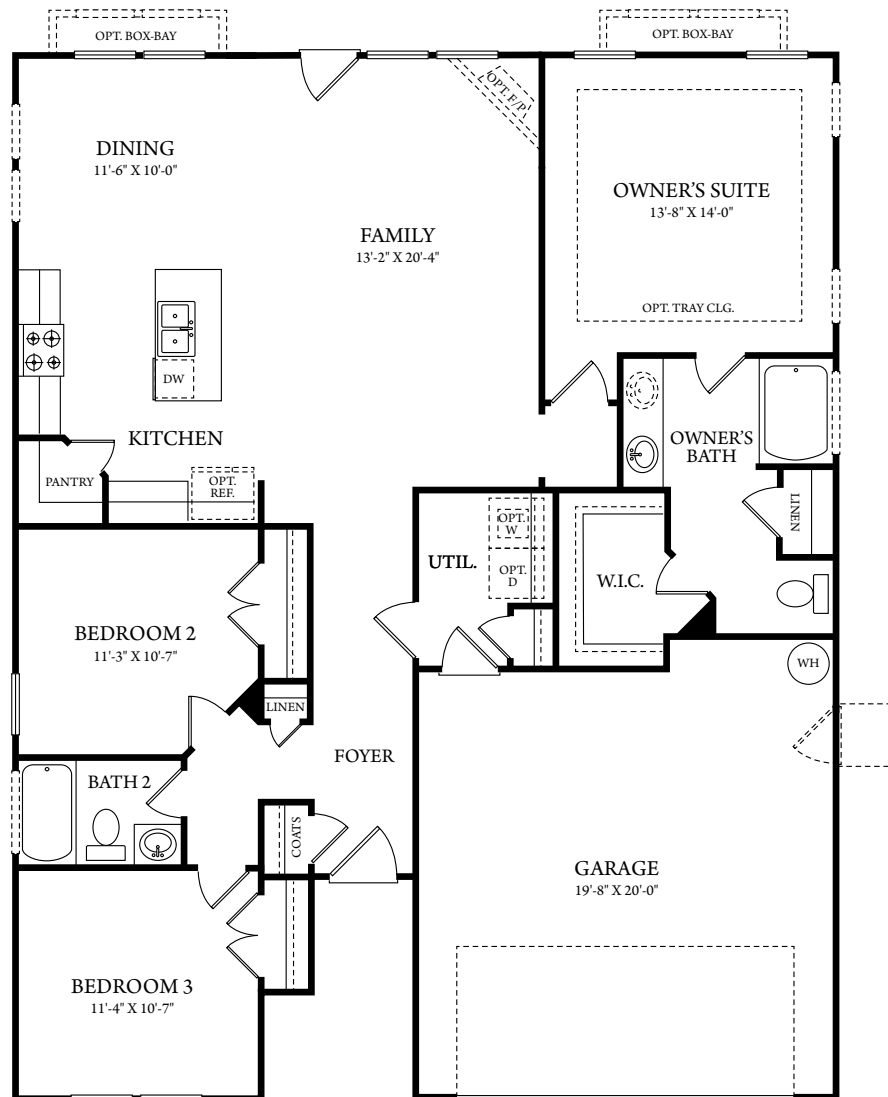 OPT. BOX-BAY
OPT. BOX-BAY
OPT. F/P
DINING
11'-6" X 10'-0"
OWNER'S SUITE
13'-8" X 14'-0"
FAMILY
13'-2" X 20'-4"
OPT. TRAY CLG.
DW
KITCHEN
OWNER'S
BATH
PANTRY
OPT.
REF.
LINEN
OPT.
W
UTIL.
OPT.
D
W.I.C.
BEDROOM 2
11'-3" X 10'-7"
WH
LINEN
FOYER
BATH 2
COATS
GARAGE
19'-8" X 20'-0"
BEDROOM 3
11'-4" X 10'-7"